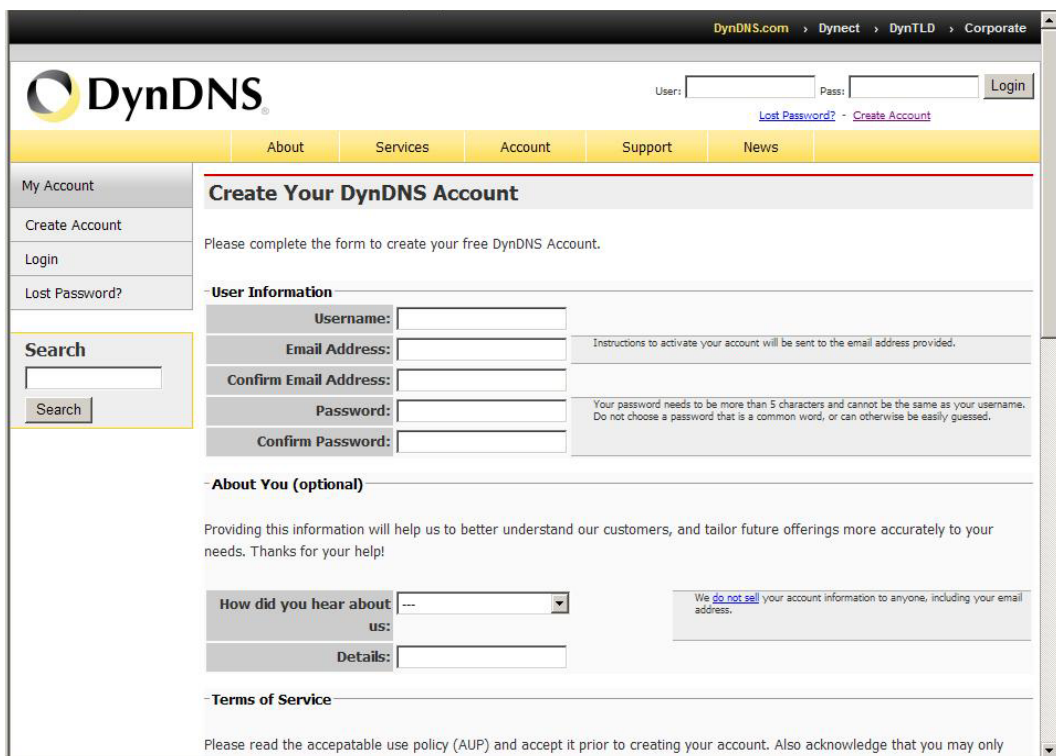 DynDNS.com › Dynect › DynTLD › Corporate
DynDNS®
User: Pass: Login
Lost Password? - Create Account
About Services Account Support News
My Account
Create Account
Login
Lost Password?
Search
Search
Create Your DynDNS Account
Please complete the form to create your free DynDNS Account.
User Information
Username:
Email Address:
Instructions to activate your account will be sent to the email address provided.
Confirm Email Address:
Password:
Your password needs to be more than 5 characters and cannot be the same as your username.
Do not choose a password that is a common word, or can otherwise be easily guessed.
Confirm Password:
About You (optional)
Providing this information will help us to better understand our customers, and tailor future offerings more accurately to your
needs. Thanks for your help!
How did you hear about
us:
---
We do not sell your account information to anyone, including your email
address.
Details:
Terms of Service
Please read the accepatable use policy (AUP) and accept it prior to creating your account. Also acknowledge that you may only